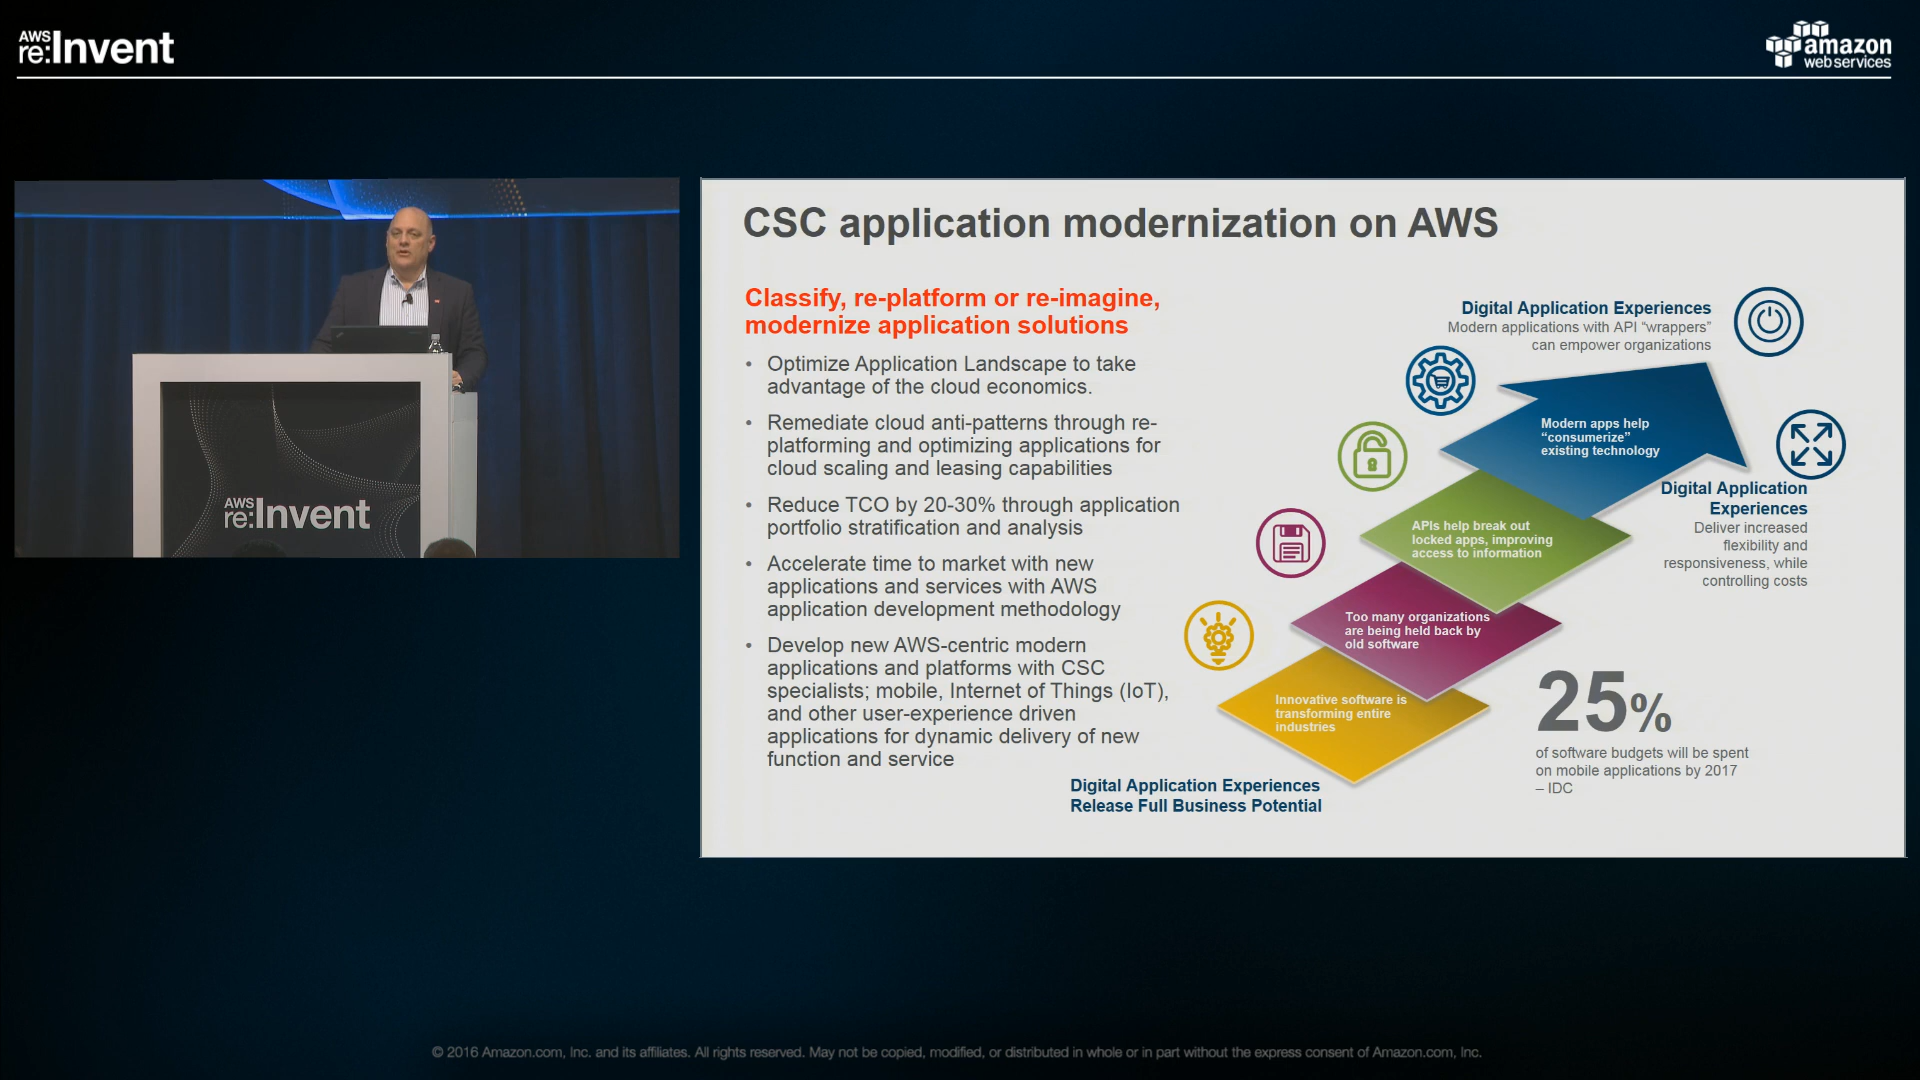 AWS
re:Invent
amazon
web services
AWS
re:Invent
CSC application modernization on AWS
Classify, re-platform or re-imagine,
modernize application solutions
• Optimize Application Landscape to take
advantage of the cloud economics.
• Remediate cloud anti-patterns through re-
platforming and optimizing applications for
cloud scaling and leasing capabilities
• Reduce TCO by 20-30% through application
portfolio stratification and analysis
• Accelerate time to market with new
applications and services with AWS
application development methodology
• Develop new AWS-centric modern
applications and platforms with CSC
specialists; mobile, Internet of Things (IoT),
and other user-experience driven
applications for dynamic delivery of new
function and service
Digital Application Experiences
Modern applications with API “wrappers”
can empower organizations
Modern apps help
“consumerize”
existing technology
Digital Application
Experiences
Deliver increased
flexibility and
responsiveness, while
controlling costs
APIs help break out
locked apps, improving
access to information
Too many organizations
are being held back by
old software
Innovative software is
transforming entire
industries
25%
of software budgets will be spent
on mobile applications by 2017
– IDC
Digital Application Experiences
Release Full Business Potential
© 2016 Amazon.com, Inc. and its affiliates. All rights reserved. May not be copied, modified, or distributed in whole or in part without the express consent of Amazon.com, Inc.